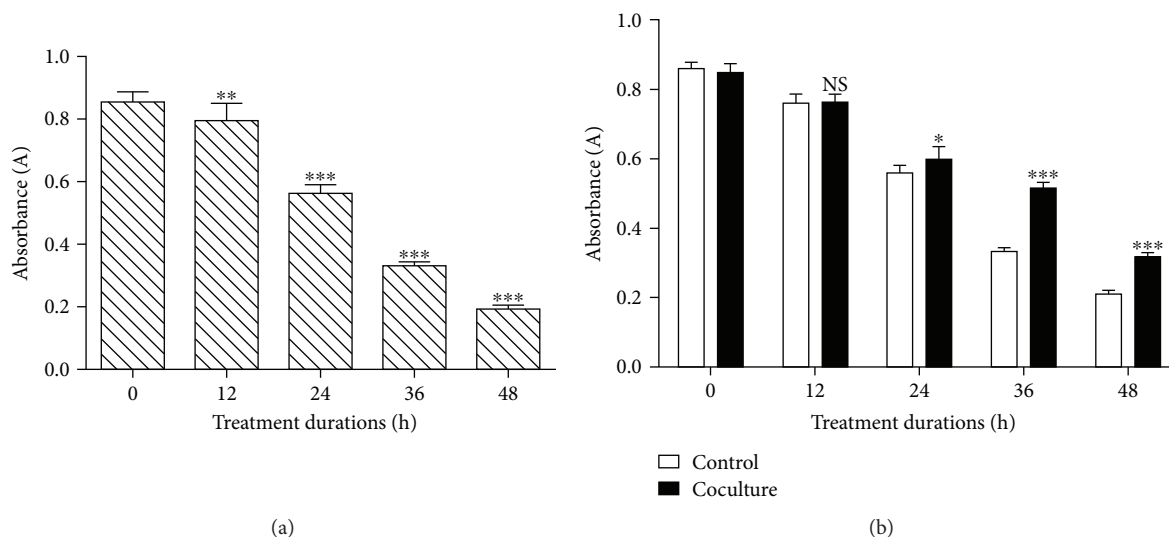 1.0
0.8
0.6
0.4
0.2
0.0
Absorbance (A)
**
***
***
***
0 12 24 36 48
Treatment durations (h)
(a)
1.0
0.8
0.6
0.4
0.2
0.0
Absorbance (A)
NS
*
***
***
0 12 24 36 48
Treatment durations (h)
Control
Coculture
(b)